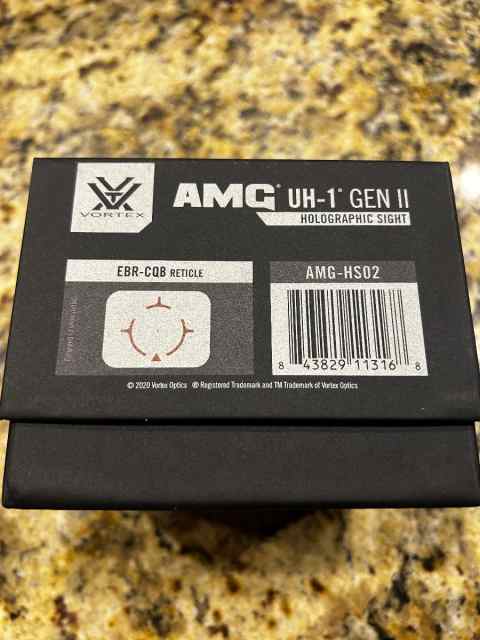 VORTEX
AMG® UH-1® GEN II
HOLOGRAPHIC SIGHT
EBR-CQB RETICLE
AMG-HS02
8 43829 11316 8
© 2020 Vortex Optics ® Registered Trademark and TM Trademark of Vortex Optics